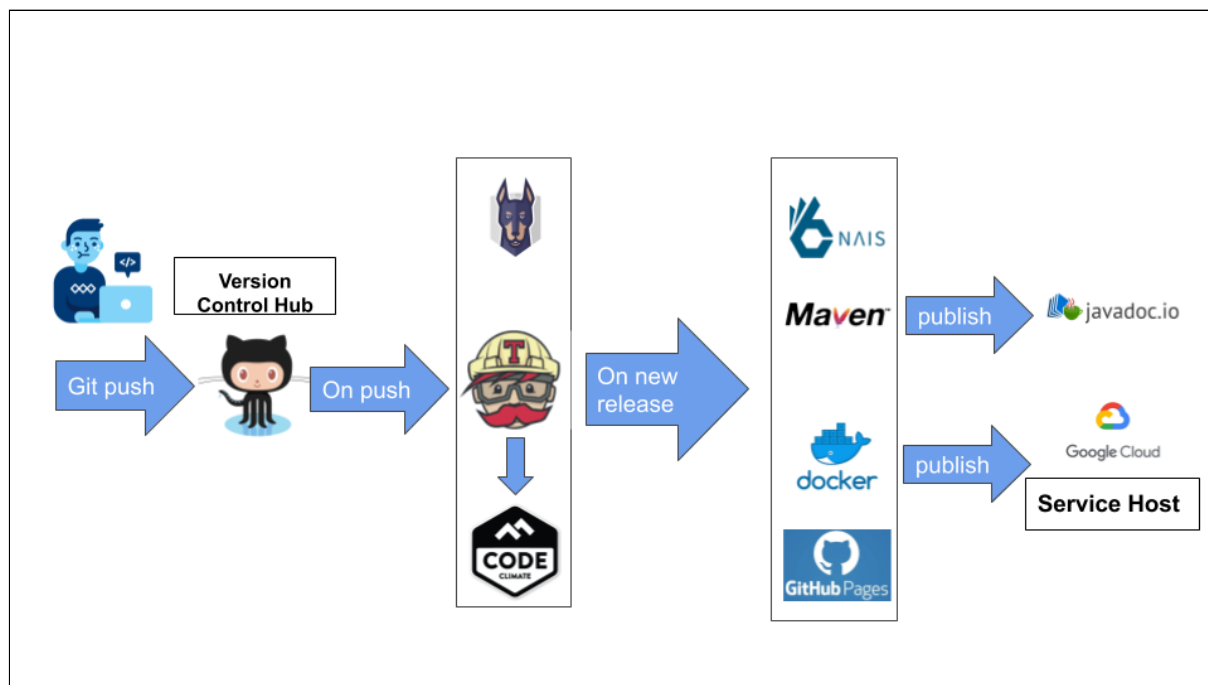 </>
Version
Control Hub
Git push
On push
T
CODE
CLIMATE
On new
release
NAIS
Maven™
docker
GitHub Pages
publish
javadoc.io
publish
Google Cloud
Service Host